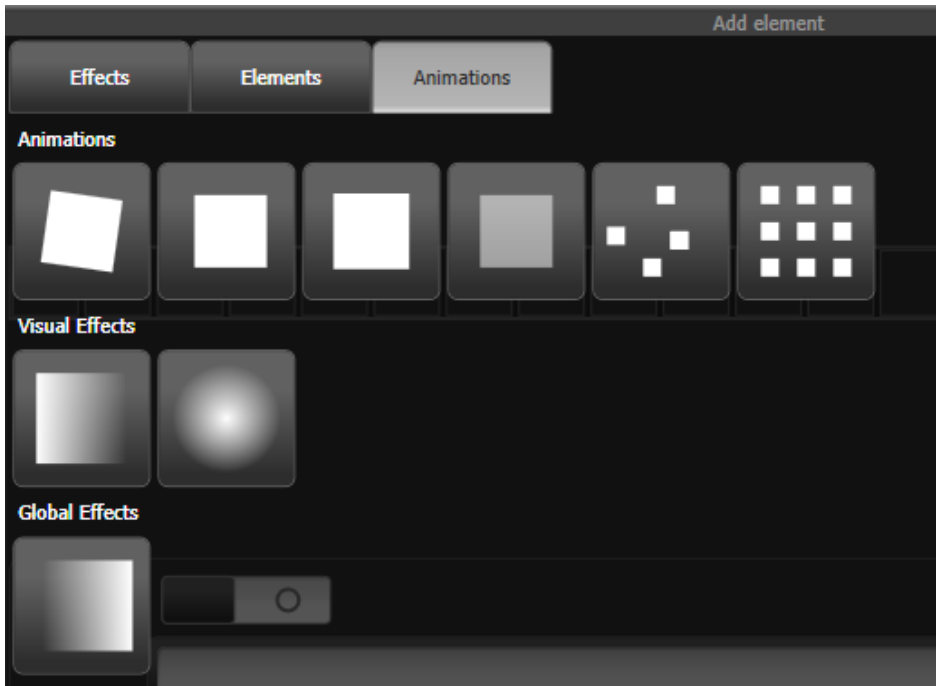 Add element
Effects Elements Animations
Animations
Visual Effects
Global Effects